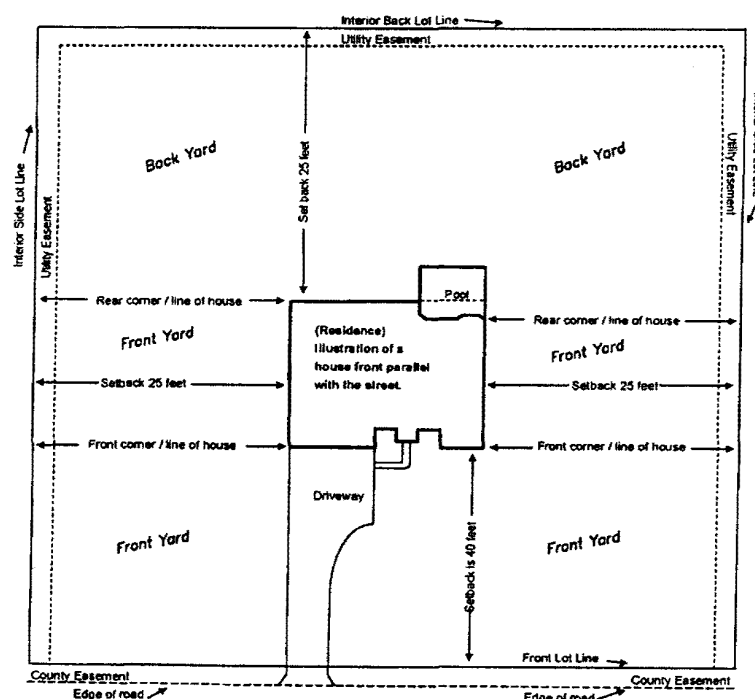 Interior Back Lot Line
Utility Easement
Interior Side Lot Line
Utility Easement
Back Yard
Set back 25 feet
Back Yard
Utility Easement
Rear corner / line of house
Pool
Rear corner / line of house
Front Yard
(Residence)
Illustration of a
house front parallel
with the street.
Front Yard
Setback 25 feet
Setback 25 feet
Front corner / line of house
Front corner / line of house
Driveway
Front Yard
Setback is 40 feet
Front Yard
Front Lot Line
County Easement
County Easement
Edge of road
Edge of road